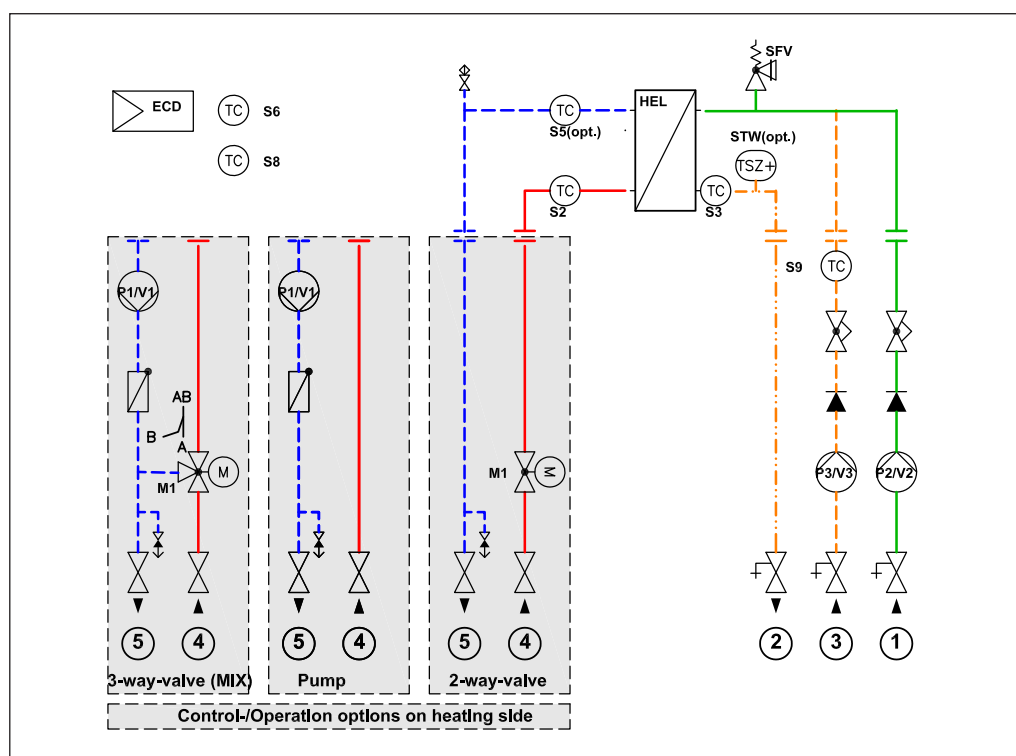 SFV
ECD
TC
S6
TC
HEL
S5(opt.)
STW(opt.)
TSZ+
TC
S8
TC
S2
TC
S3
P1/V1
P1/V1
S9
TC
AB
B
A
M
M1
M1
M
P3/V3
P2/V2
5
4
5
4
5
4
2
3
1
3-way-valve (MIX)
Pump
2-way-valve
Control-/Operation options on heating side